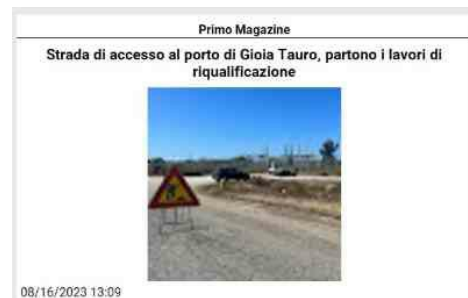 Primo Magazine
Strada di accesso al porto di Gioia Tauro, partono i lavori di
riqualificazione
08/16/2023 13:09